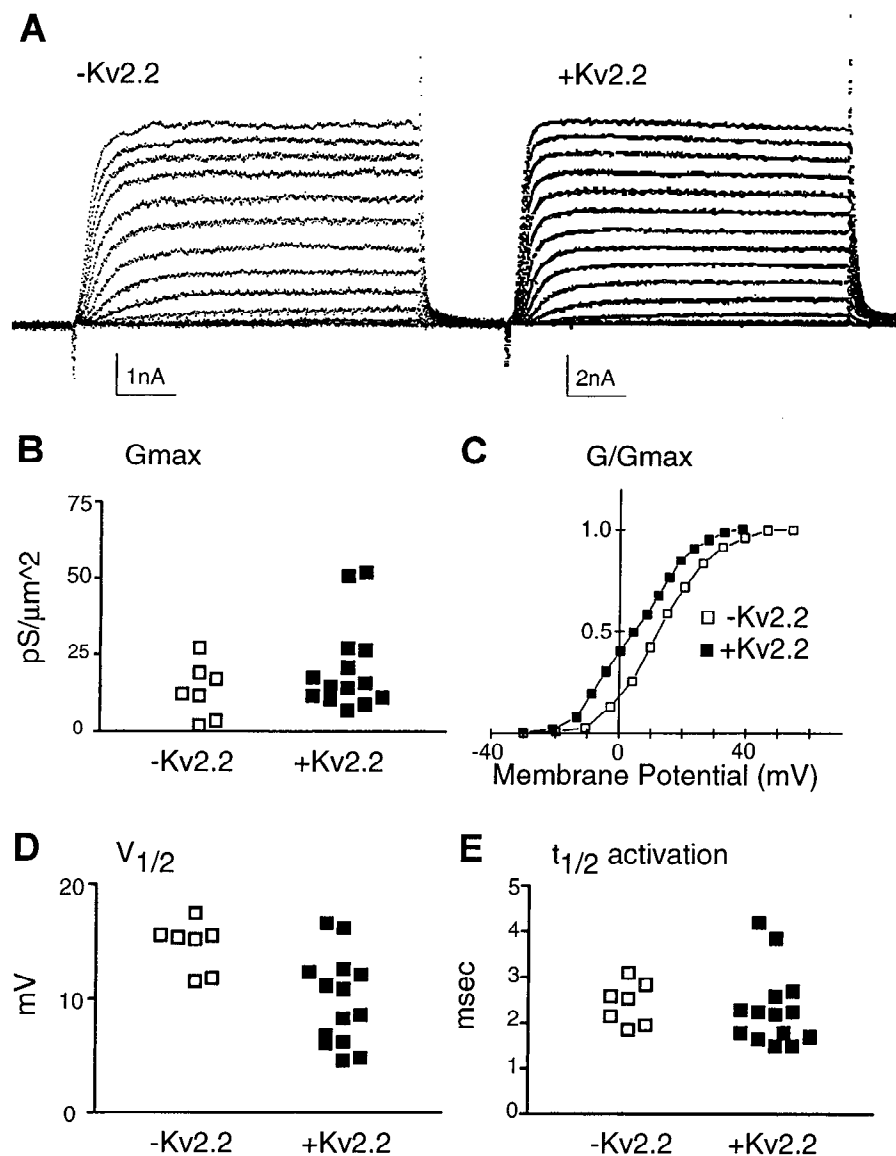 A
-Kv2.2
+Kv2.2
1nA
2nA
B
Gmax
75
50
25
0
pS/μm^2
-Kv2.2
+Kv2.2
C
G/Gmax
1.0
0.5
-Kv2.2
+Kv2.2
-40
0
40
Membrane Potential (mV)
D
V1/2
20
10
0
mV
-Kv2.2
+Kv2.2
E
t1/2 activation
5
4
3
2
1
0
msec
-Kv2.2
+Kv2.2